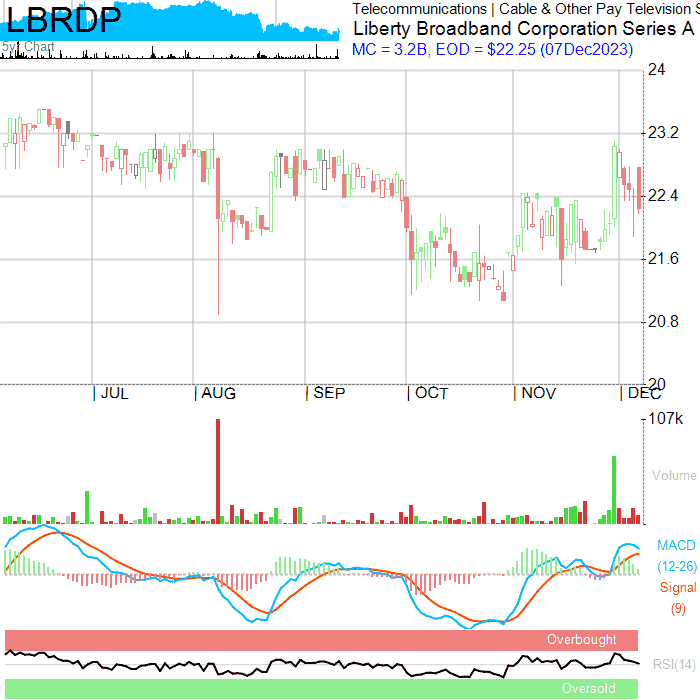 LBRDP
5yr Chart
Telecommunications | Cable & Other Pay Television S
Liberty Broadband Corporation Series A
MC = 3.2B, EOD = $22.25 (07Dec2023)
24
23.2
22.4
21.6
20.8
20
JUL AUG SEP OCT NOV DEC
107k
Volume
MACD
(12-26)
Signal
(9)
Overbought
RSI(14)
Oversold